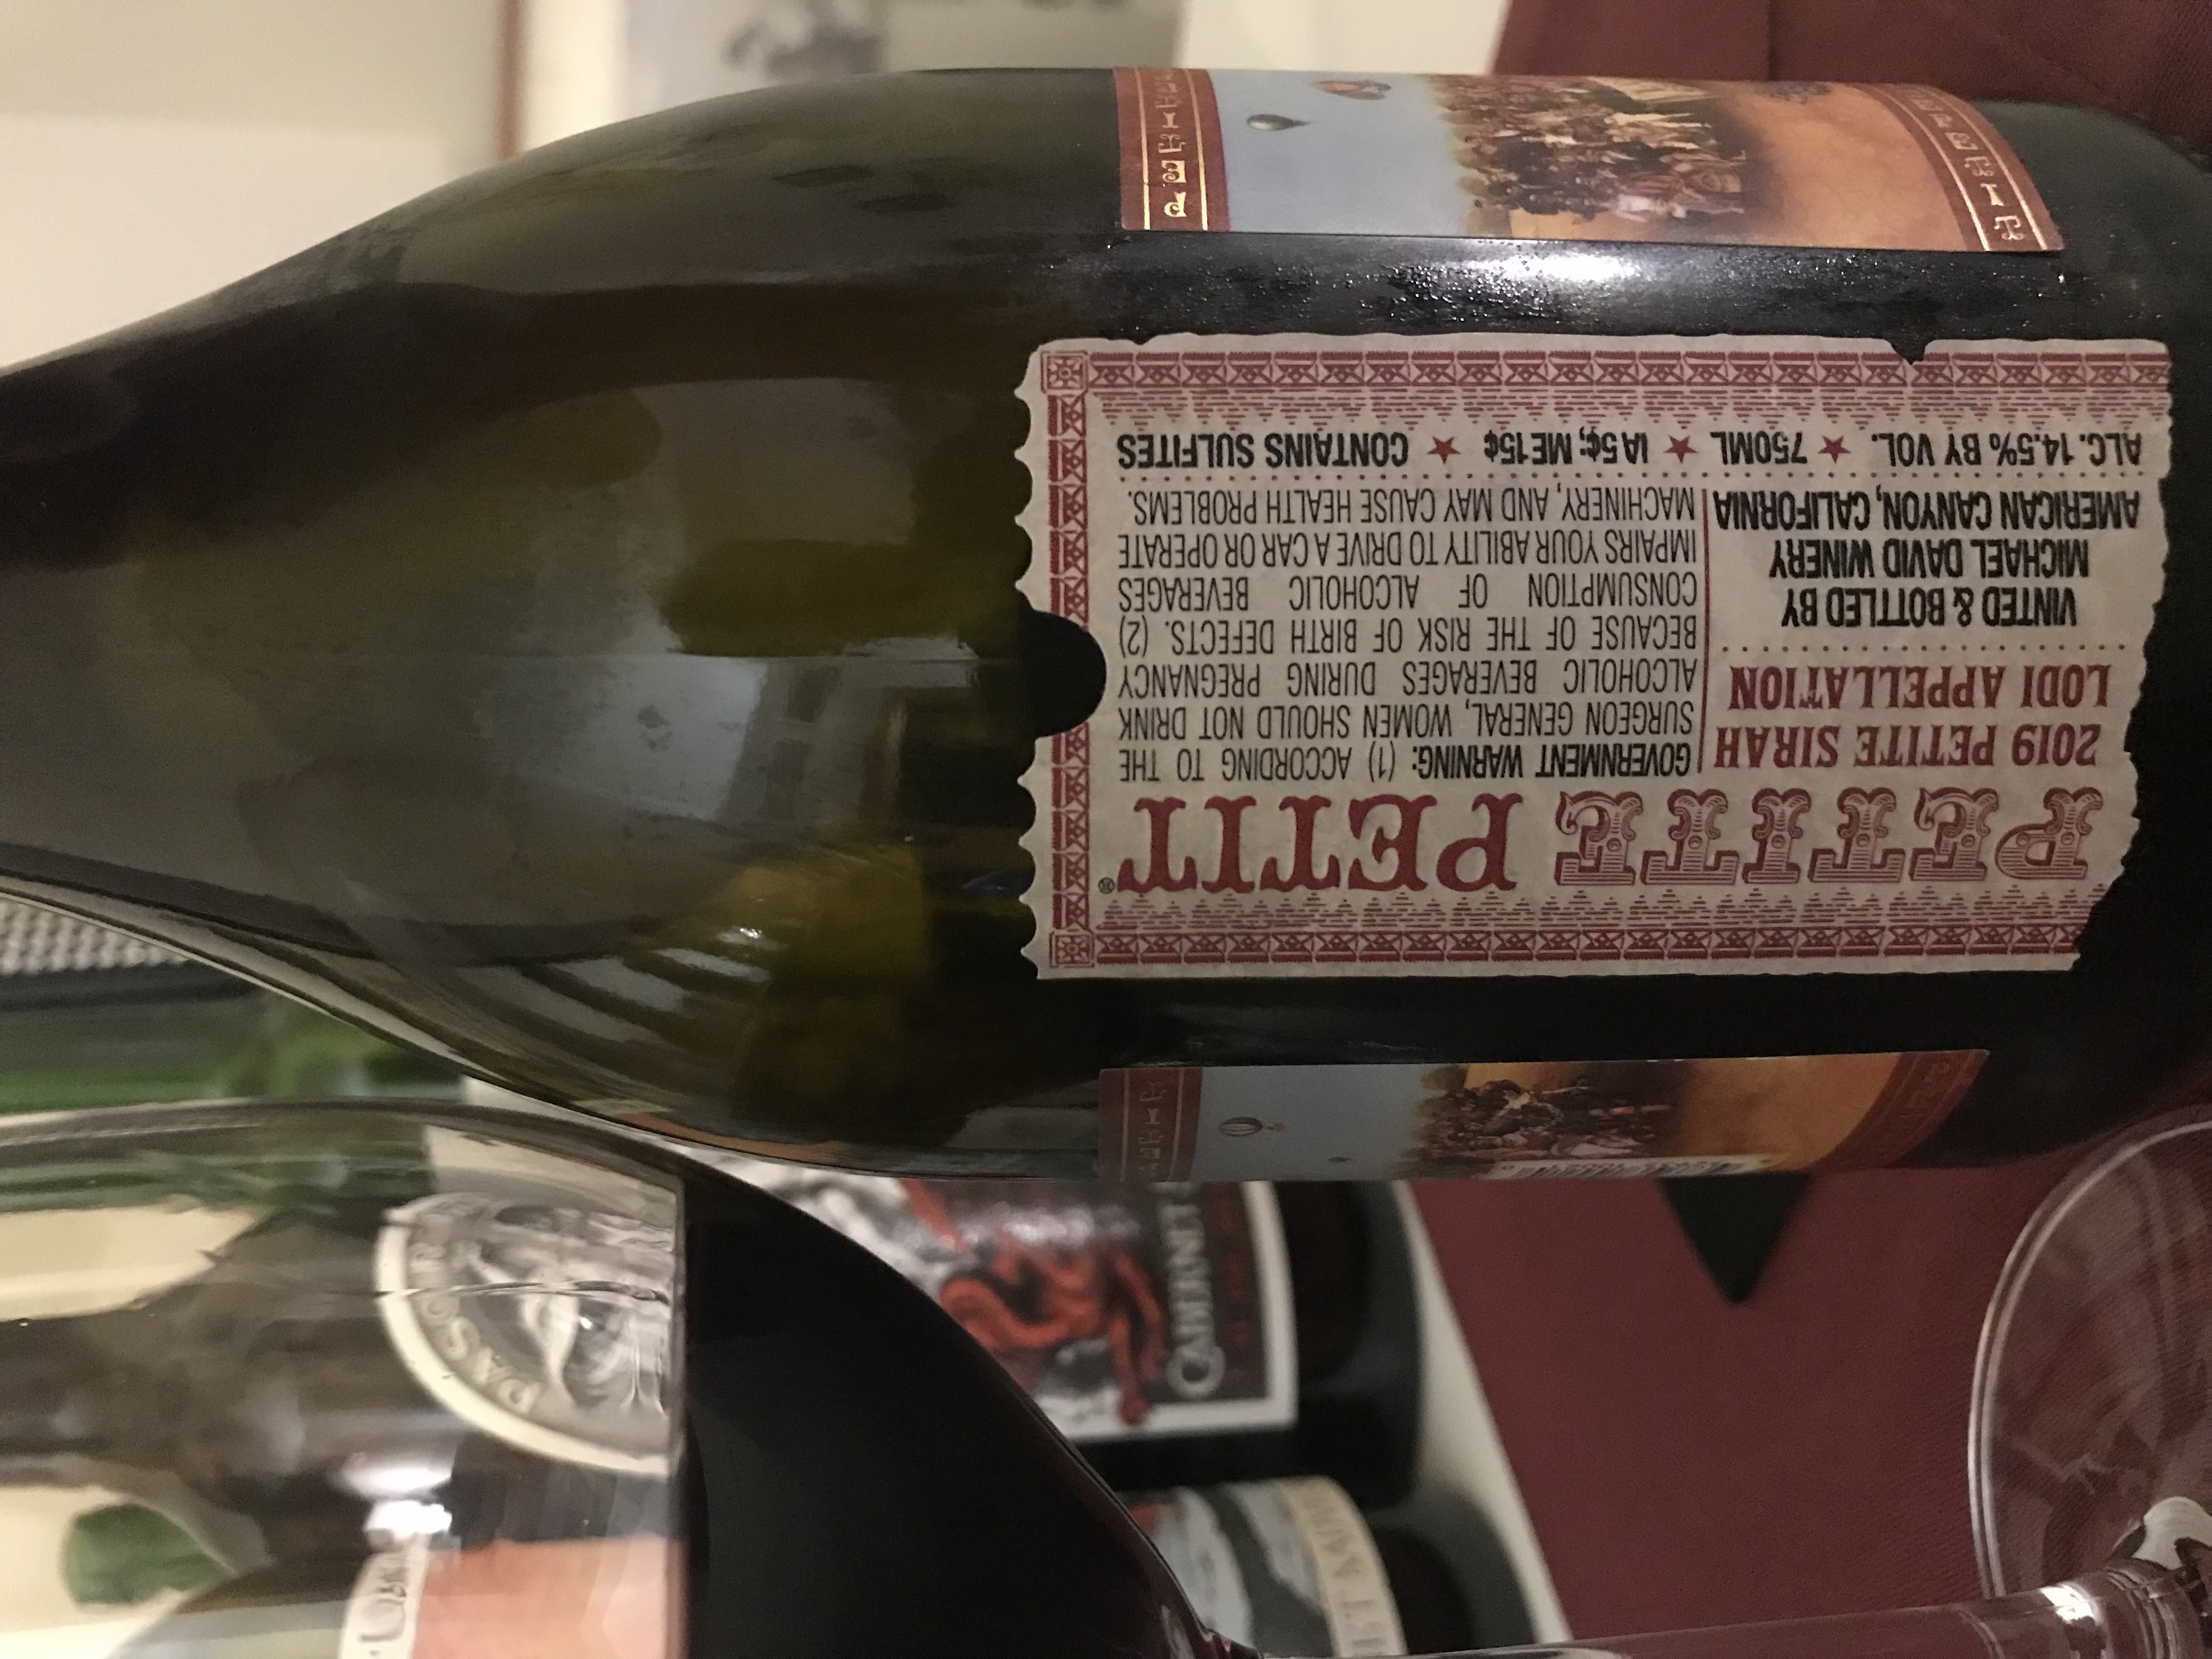 PETITE PETIT®
2019 PETITE SIRAH
LODI APPELLATION
VINTED & BOTTLED BY
MICHAEL DAVID WINERY
AMERICAN CANYON, CALIFORNIA
GOVERNMENT WARNING: (1) ACCORDING TO THE
SURGEON GENERAL, WOMEN SHOULD NOT DRINK
ALCOHOLIC BEVERAGES DURING PREGNANCY
BECAUSE OF THE RISK OF BIRTH DEFECTS. (2)
CONSUMPTION OF ALCOHOLIC BEVERAGES
IMPAIRS YOUR ABILITY TO DRIVE A CAR OR OPERATE
MACHINERY, AND MAY CAUSE HEALTH PROBLEMS.
ALC. 14.5% BY VOL. ★ 750ML ★ IA 5¢; ME 15¢ ★ CONTAINS SULFITES
CABERNET